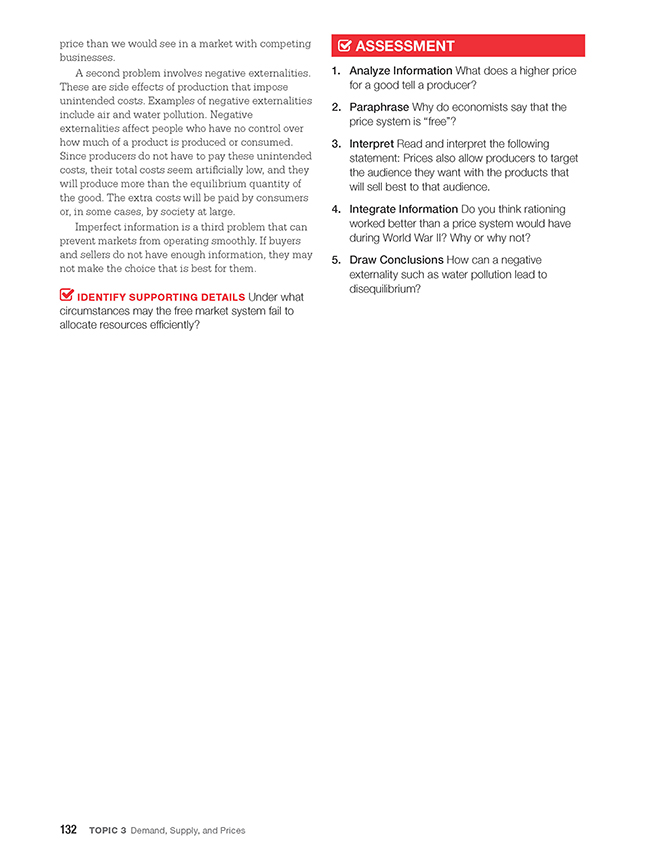 price than we would see in a market with competing
businesses.
A second problem involves negative externalities.
These are side effects of production that impose
unintended costs. Examples of negative externalities
include air and water pollution. Negative
externalities affect people who have no control over
how much of a product is produced or consumed.
Since producers do not have to pay these unintended
costs, their total costs seem artificially low, and they
will produce more than the equilibrium quantity of
the good. The extra costs will be paid by consumers
or, in some cases, by society at large.
Imperfect information is a third problem that can
prevent markets from operating smoothly. If buyers
and sellers do not have enough information, they may
not make the choice that is best for them.
IDENTIFY SUPPORTING DETAILS Under what
circumstances may the free market system fail to
allocate resources efficiently?
ASSESSMENT
1. Analyze Information What does a higher price
for a good tell a producer?
2. Paraphrase Why do economists say that the
price system is “free”?
3. Interpret Read and interpret the following
statement: Prices also allow producers to target
the audience they want with the products that
will sell best to that audience.
4. Integrate Information Do you think rationing
worked better than a price system would have
during World War II? Why or why not?
5. Draw Conclusions How can a negative
externality such as water pollution lead to
disequilibrium?
132 TOPIC 3 Demand, Supply, and Prices